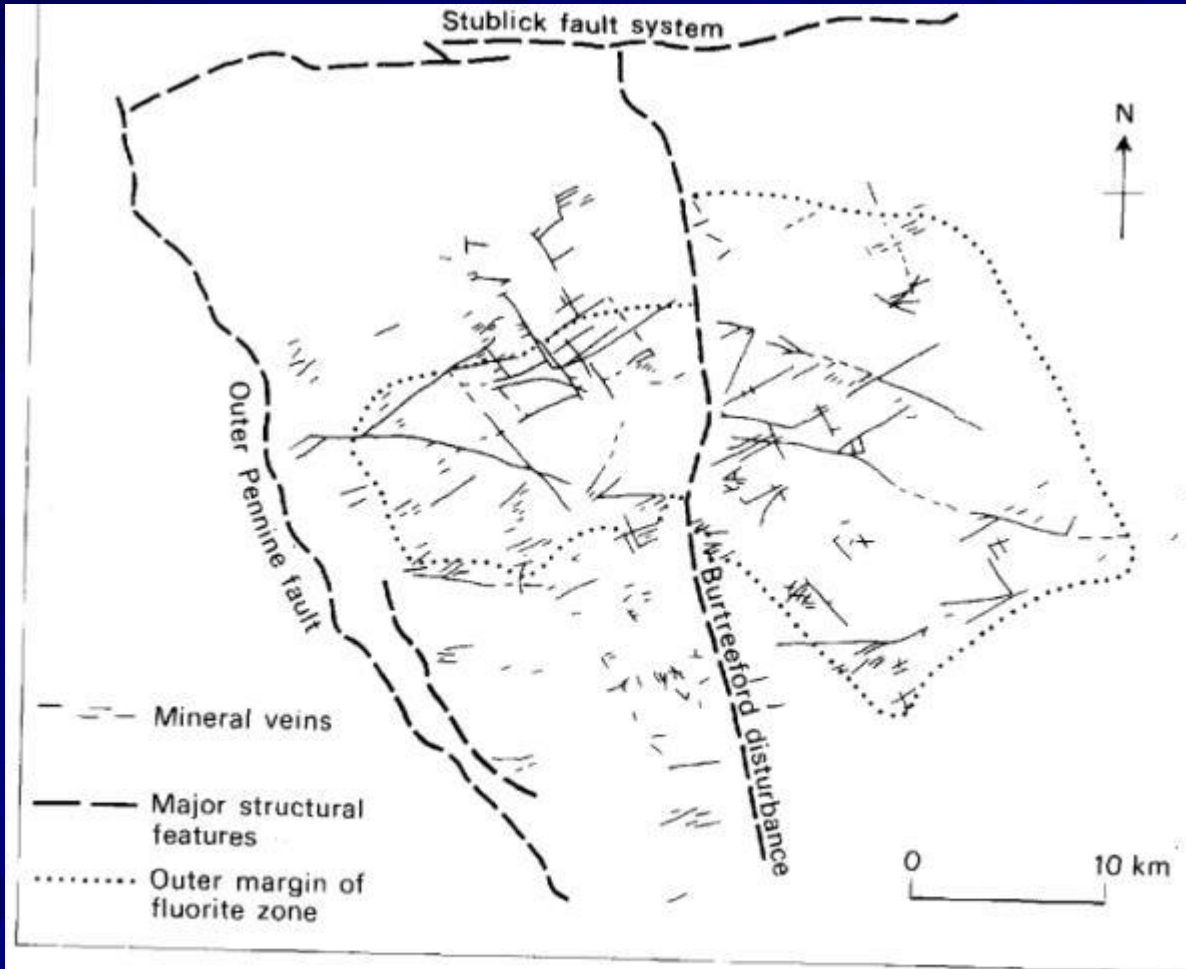 Stublick fault system
N
Outer Pennine fault
Burtreeford disturbance
Mineral veins
Major structural
features
Outer margin of
fluorite zone
0 10 km